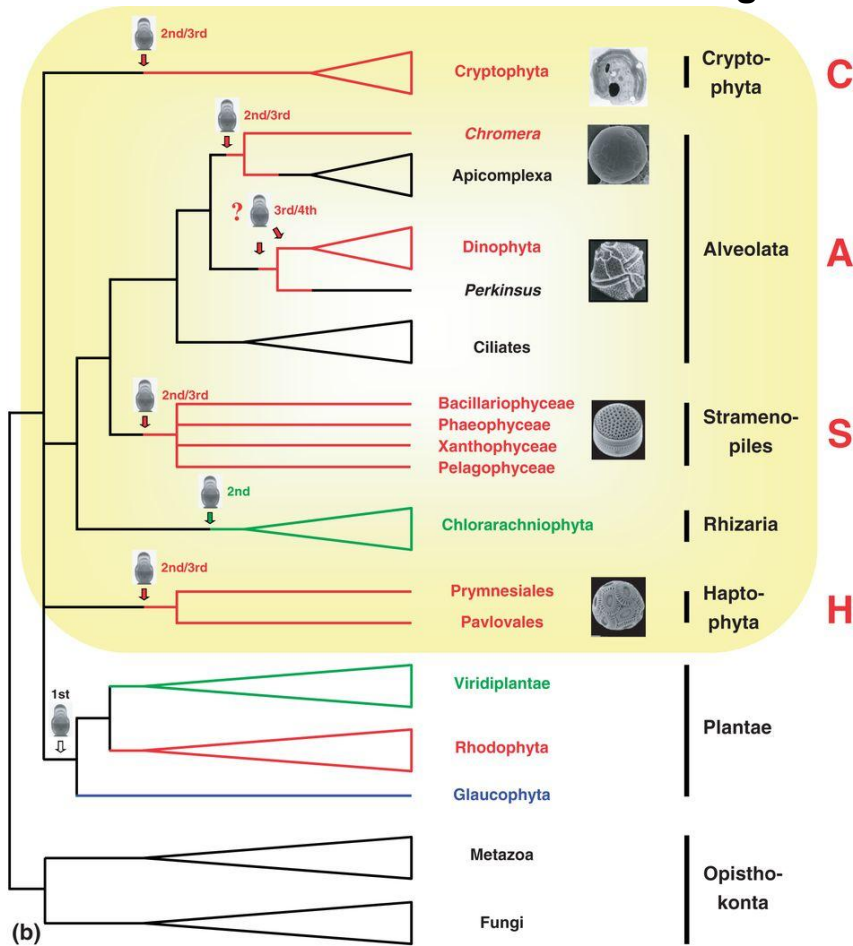 g
2nd/3rd
Cryptophyta
Crypto-
phyta
C
2nd/3rd
Chromera
Apicomplexa
? 3rd/4th
Dinophyta
Perkinsus
Ciliates
Alveolata
A
2nd/3rd
Bacillariophyceae
Phaeophyceae
Xanthophyceae
Pelagophyceae
Strameno-
piles
S
2nd
Chlorarachniophyta
Rhizaria
2nd/3rd
Prymnesiales
Pavlovales
Hapto-
phyta
H
1st
Viridiplantae
Rhodophyta
Glaucophyta
Plantae
Metazoa
Fungi
Opistho-
konta
(b)